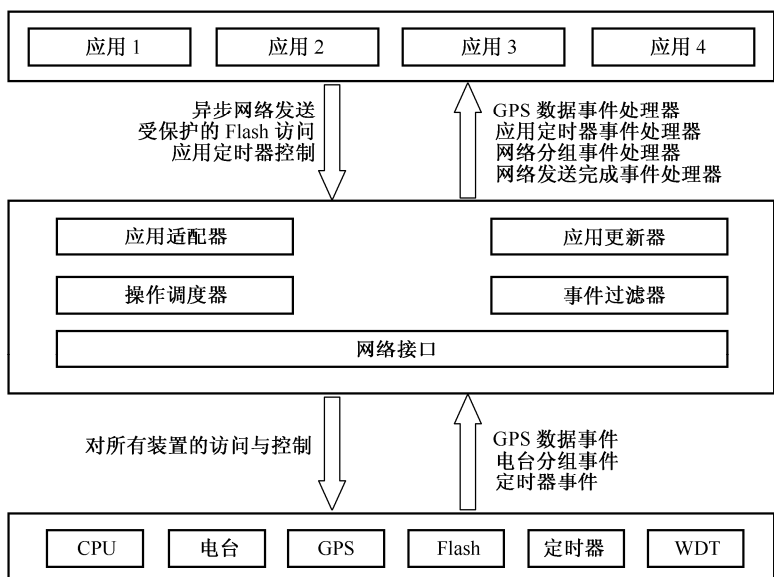 应用 1 应用 2 应用 3 应用 4
异步网络发送
受保护的 Flash 访问
应用定时器控制
GPS 数据事件处理器
应用定时器事件处理器
网络分组事件处理器
网络发送完成事件处理器
应用适配器 应用更新器
操作调度器 事件过滤器
网络接口
对所有装置的访问与控制
GPS 数据事件
电台分组事件
定时器事件
CPU 电台 GPS Flash 定时器 WDT